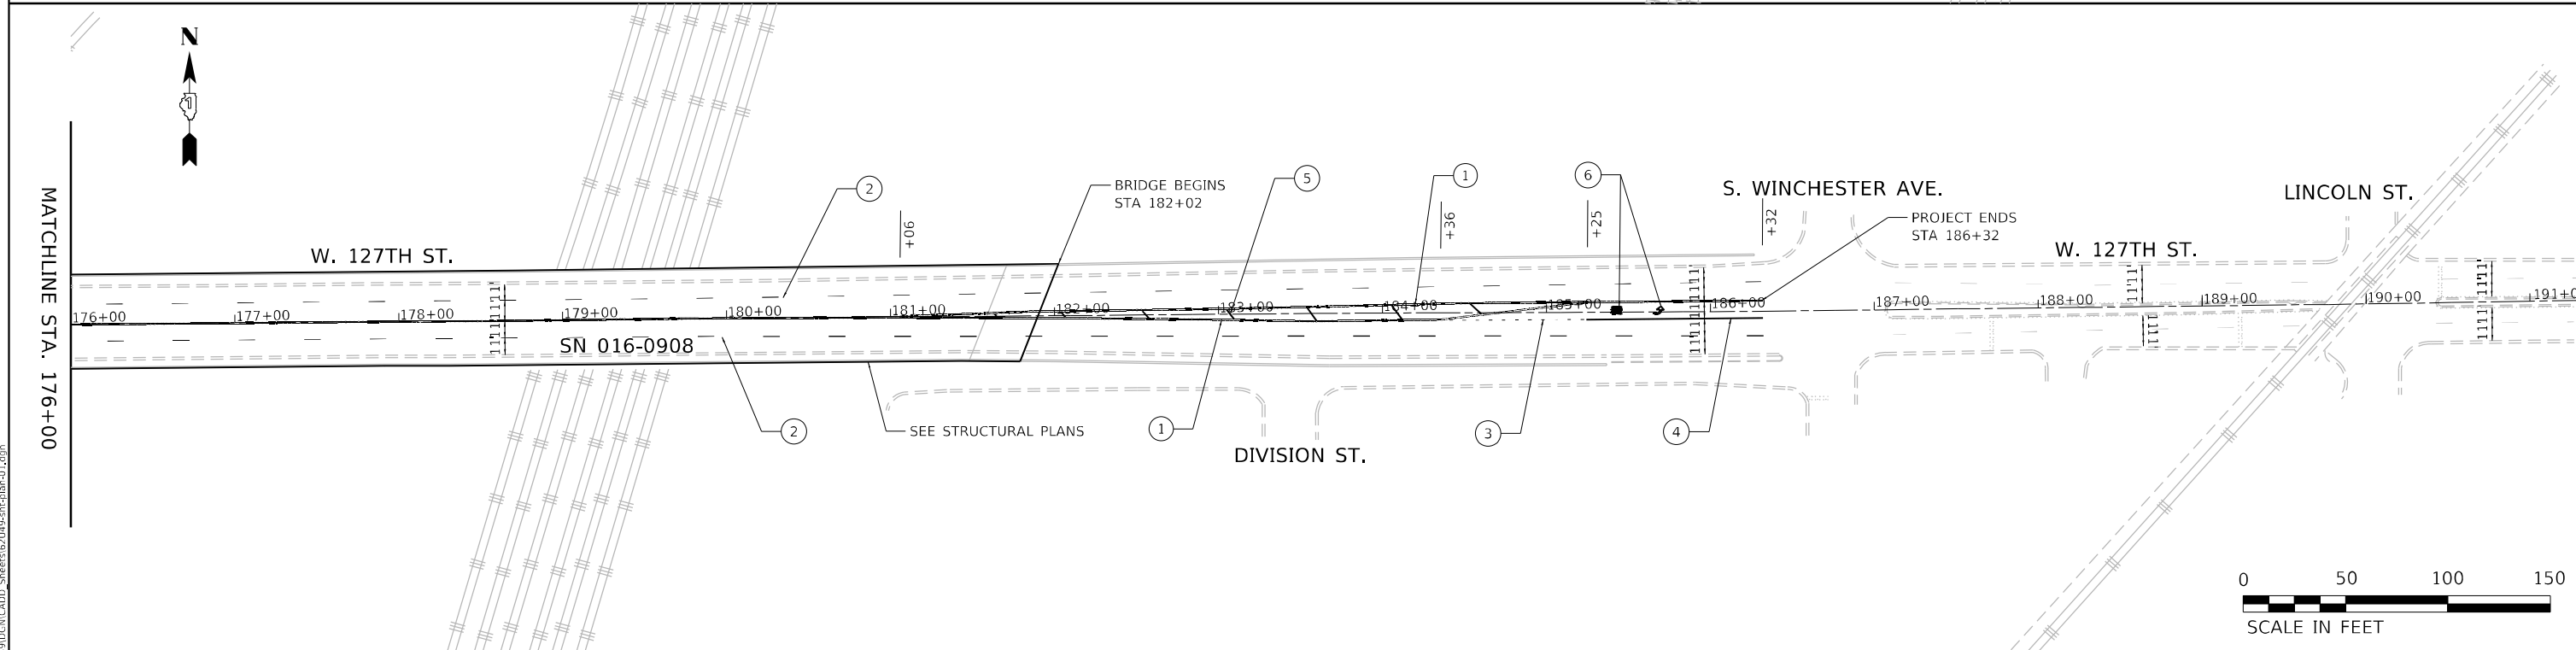 N
MATCHLINE STA. 176+00
W. 127TH ST.
2
+06
BRIDGE BEGINS
STA 182+02
5
1
+36
6
+25
S. WINCHESTER AVE.
+32
PROJECT ENDS
STA 186+32
W. 127TH ST.
LINCOLN ST.
176+00
177+00
178+00
179+00
180+00
181+00
182+00
183+00
184+00
185+00
186+00
187+00
188+00
189+00
190+00
SN 016-0908
2
SEE STRUCTURAL PLANS
1
DIVISION ST.
3
4
0 50 100 150
SCALE IN FEET